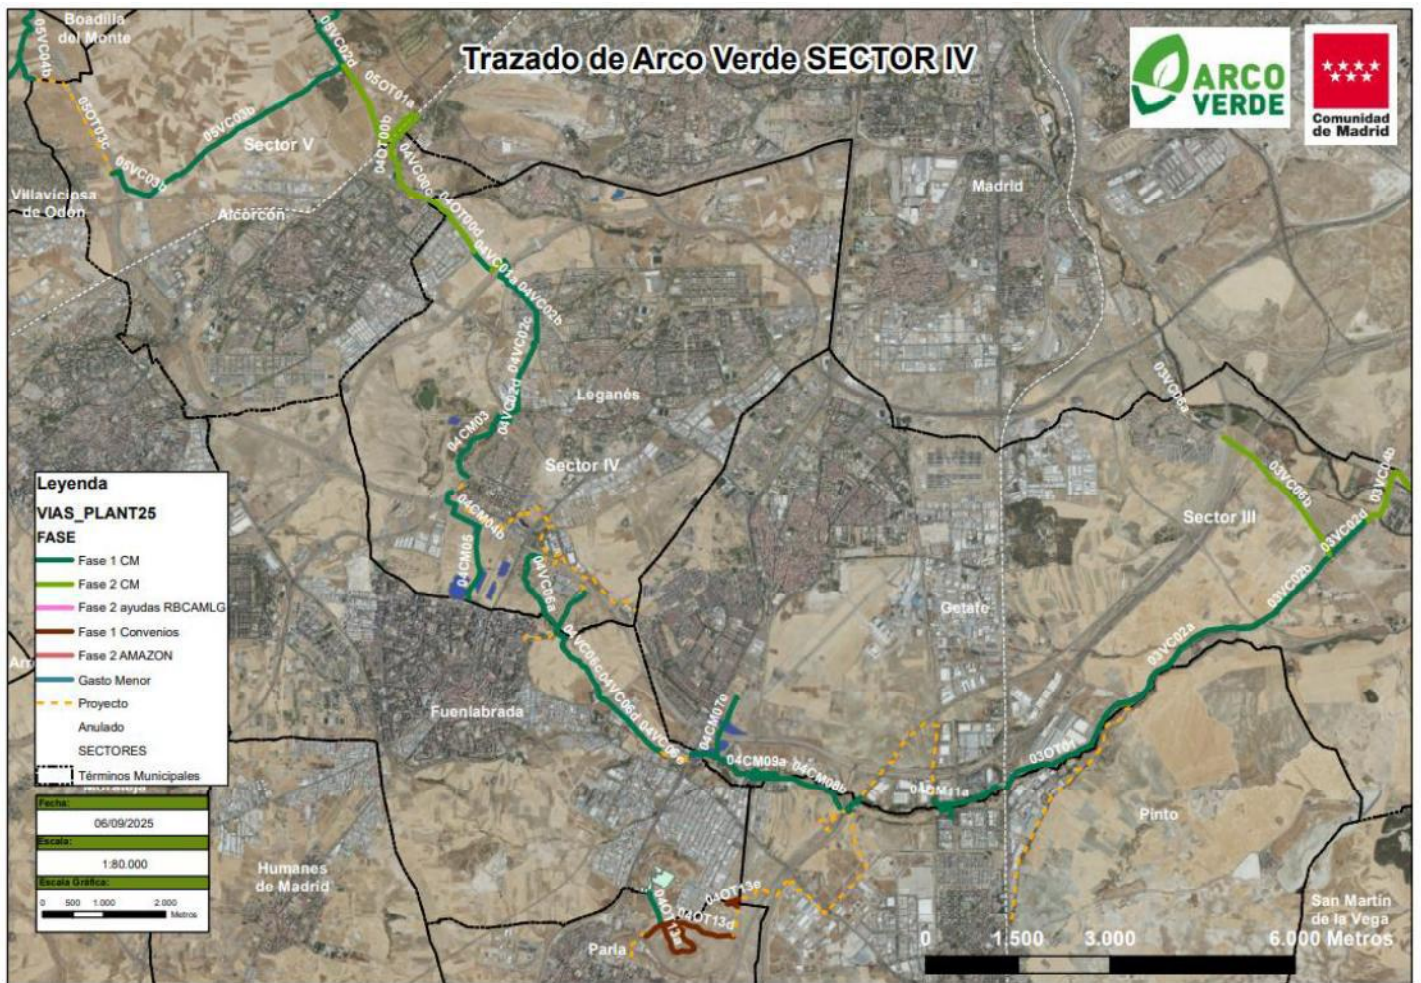 Trazado de Arco Verde SECTOR IV
ARCO
VERDE
Comunidad
de Madrid
Boadilla
del Monte
05VC04b
05VC02d
05OT01a
05OT03c
05VC03b
Sector V
05VC03b
04OT00b
04VC00c
Villaviciosa
de Odón
Alcorcón
04OT00d
Madrid
04VC01a
04VC02b
04VC02c
04VC02d
Leganés
04CM03
Sector IV
04CM04b
04CM05
04VC06a
03VC06a
03VC06b
03VC04b
Sector III
03VC02d
03VC02b
Getafe
03VC02a
04VC06c
04VC06d
04VC06e
Fuenlabrada
04CM07e
04CM09a
04CM08b
04CM11a
03OT01
Pinto
Leyenda
VIAS_PLANT25
FASE
Fase 1 CM
Fase 2 CM
Fase 2 ayudas RBCAMLG
Fase 1 Convenios
Fase 2 AMAZON
Gasto Menor
Proyecto
Anulado
SECTORES
Términos Municipales
Fecha:
06/09/2025
Escala:
1:80.000
Escala Gráfica:
0 500 1.000 2.000
Metros
Humanes
de Madrid
04OT13e
04OT13d
04OT13a
Parla
San Martín
de la Vega
0 1.500 3.000 6.000 Metros